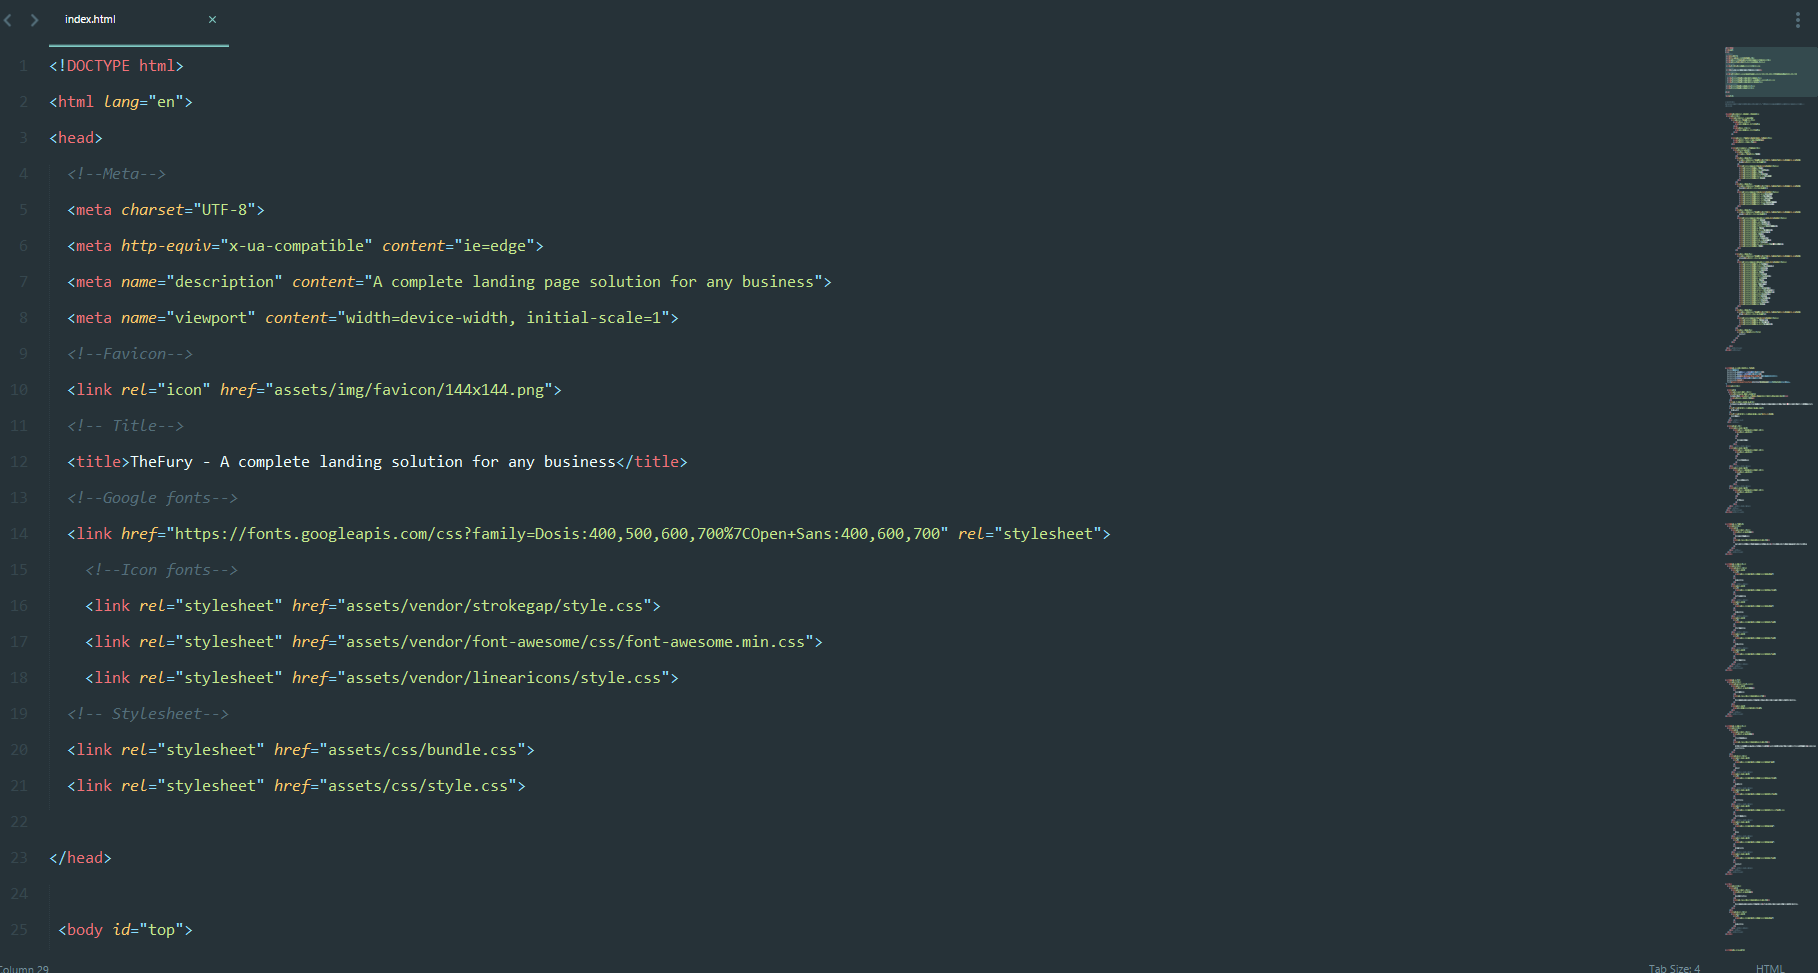 index.html ×
1 <!DOCTYPE html>
2 <html lang="en">
3 <head>
4 <!--Meta-->
5 <meta charset="UTF-8">
6 <meta http-equiv="x-ua-compatible" content="ie=edge">
7 <meta name="description" content="A complete landing page solution for any business">
8 <meta name="viewport" content="width=device-width, initial-scale=1">
9 <!--Favicon-->
10 <link rel="icon" href="assets/img/favicon/144x144.png">
11 <!-- Title-->
12 <title>TheFury - A complete landing solution for any business</title>
13 <!--Google fonts-->
14 <link href="https://fonts.googleapis.com/css?family=Dosis:400,500,600,700%7COpen+Sans:400,600,700" rel="stylesheet">
15 <!--Icon fonts-->
16 <link rel="stylesheet" href="assets/vendor/strokegap/style.css">
17 <link rel="stylesheet" href="assets/vendor/font-awesome/css/font-awesome.min.css">
18 <link rel="stylesheet" href="assets/vendor/linearicons/style.css">
19 <!-- Stylesheet-->
20 <link rel="stylesheet" href="assets/css/bundle.css">
21 <link rel="stylesheet" href="assets/css/style.css">
22
23 </head>
24
25 <body id="top">
Column 29 Tab Size: 4 HTML